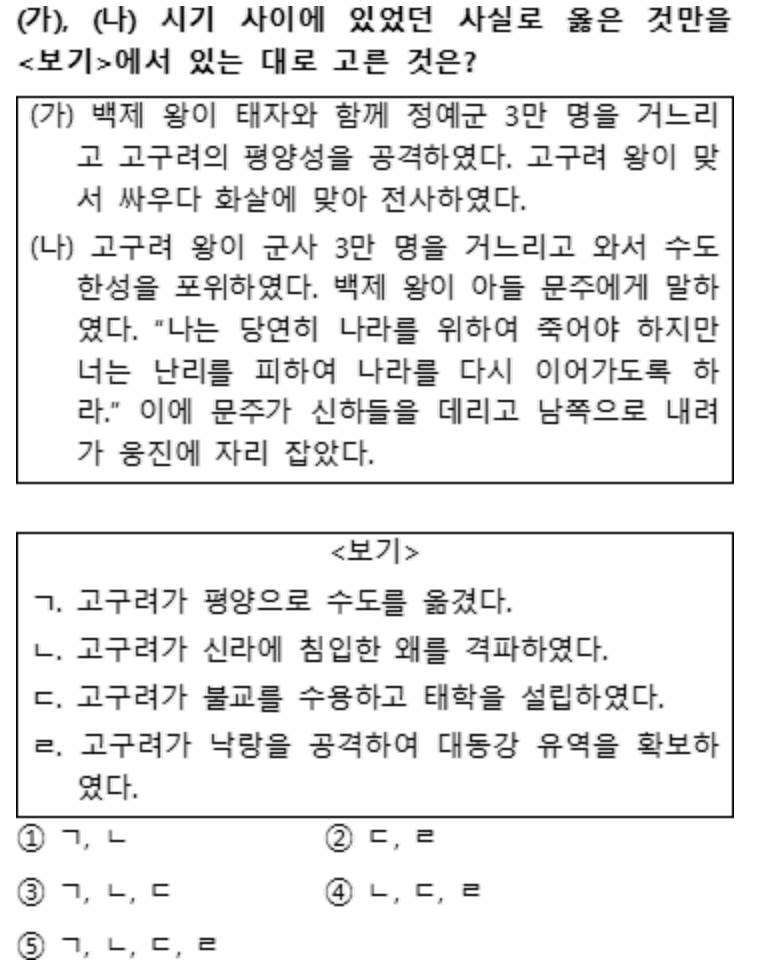 (가), (나) 시기 사이에 있었던 사실로 옳은 것만을
<보기>에서 있는 대로 고른 것은?
(가) 백제 왕이 태자와 함께 정예군 3만 명을 거느리
고 고구려의 평양성을 공격하였다. 고구려 왕이 맞
서 싸우다 화살에 맞아 전사하였다.
(나) 고구려 왕이 군사 3만 명을 거느리고 와서 수도
한성을 포위하였다. 백제 왕이 아들 문주에게 말하
였다. “나는 당연히 나라를 위하여 죽어야 하지만
너는 난리를 피하여 나라를 다시 이어가도록 하
라.” 이에 문주가 신하들을 데리고 남쪽으로 내려
가 웅진에 자리 잡았다.
<보기>
ㄱ. 고구려가 평양으로 수도를 옮겼다.
ㄴ. 고구려가 신라에 침입한 왜를 격파하였다.
ㄷ. 고구려가 불교를 수용하고 태학을 설립하였다.
ㄹ. 고구려가 낙랑을 공격하여 대동강 유역을 확보하
였다.
① ㄱ, ㄴ ② ㄷ, ㄹ
③ ㄱ, ㄴ, ㄷ ④ ㄴ, ㄷ, ㄹ
⑤ ㄱ, ㄴ, ㄷ, ㄹ